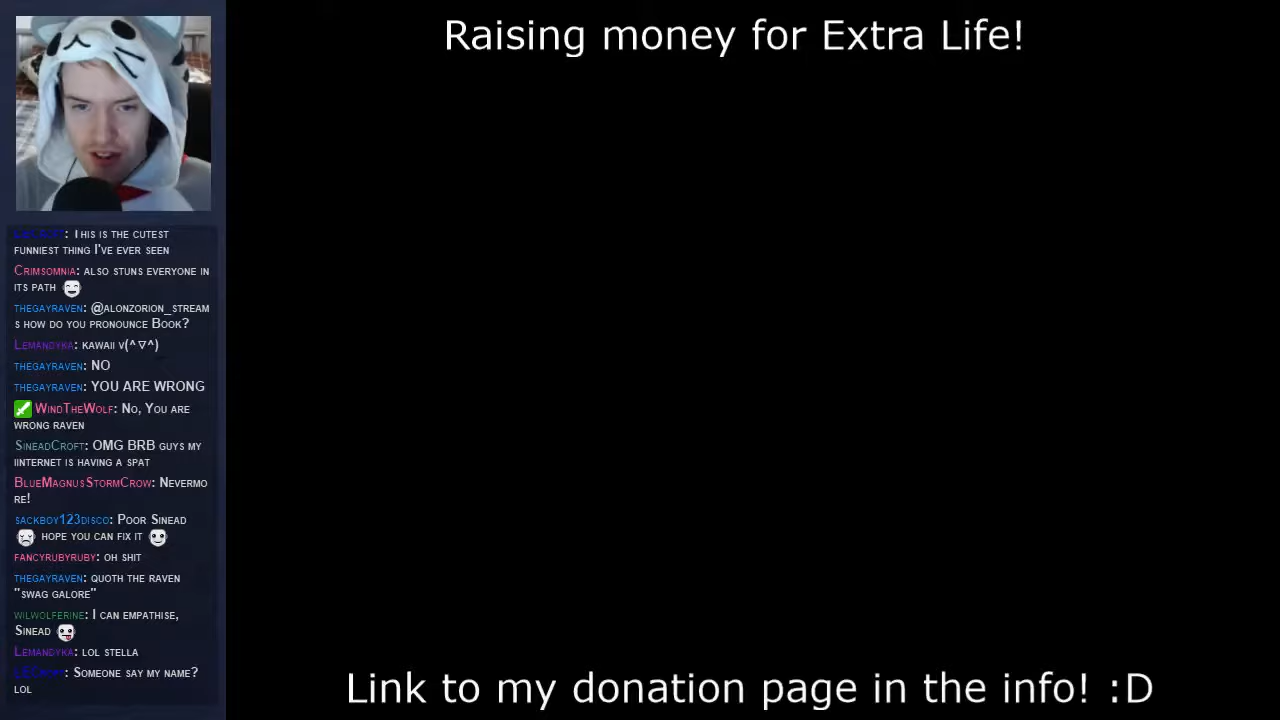 Raising money for Extra Life!
: This is the cutest
funniest thing I've ever seen
Crimsomnia: also stuns everyone in
its path
thegayraven: @alonzorion_stream
s how do you pronounce Book?
Lemandyka: kawaii v(^∇^)
thegayraven: NO
thegayraven: YOU ARE WRONG
WindTheWolf: No, You are
wrong raven
SineadCroft: OMG BRB guys my
iinternet is having a spat
BlueMagnusStormCrow: Nevermo
re!
sackboy123disco: Poor Sinead
hope you can fix it
fancyrubyruby: oh shit
thegayraven: quoth the raven
"swag galore"
wilwolferine: I can empathise,
Sinead
Lemandyka: lol stella
: Someone say my name?
lol
Link to my donation page in the info! :D